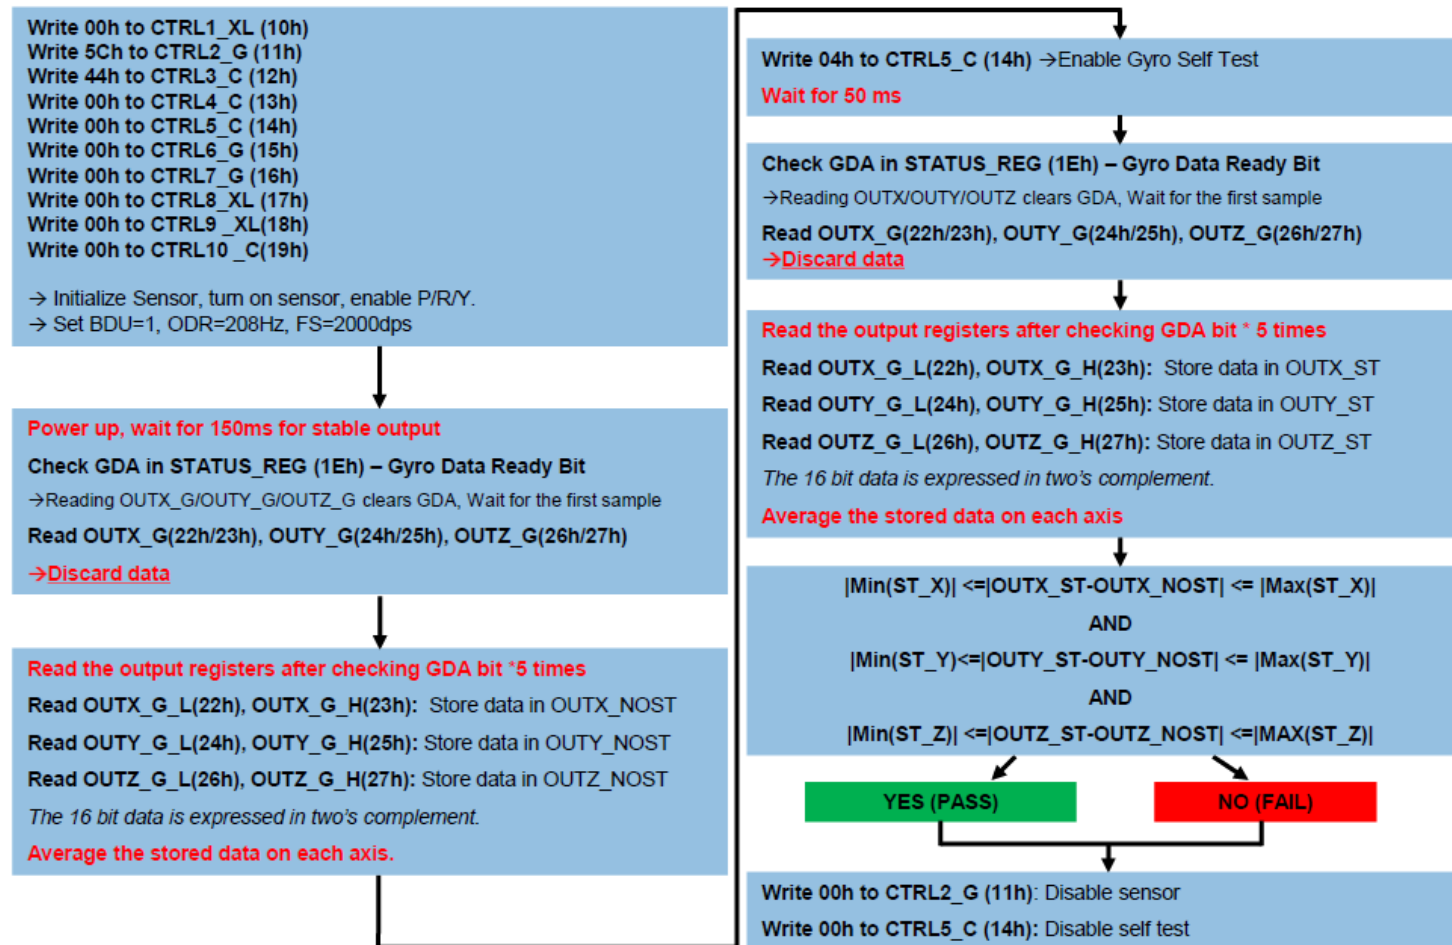 Write 00h to CTRL1_XL (10h)
Write 5Ch to CTRL2_G (11h)
Write 44h to CTRL3_C (12h)
Write 00h to CTRL4_C (13h)
Write 00h to CTRL5_C (14h)
Write 00h to CTRL6_G (15h)
Write 00h to CTRL7_G (16h)
Write 00h to CTRL8_XL (17h)
Write 00h to CTRL9 _XL(18h)
Write 00h to CTRL10 _C(19h)
→ Initialize Sensor, turn on sensor, enable P/R/Y.
→ Set BDU=1, ODR=208Hz, FS=2000dps
Power up, wait for 150ms for stable output
Check GDA in STATUS_REG (1Eh) – Gyro Data Ready Bit
→Reading OUTX_G/OUTY_G/OUTZ_G clears GDA, Wait for the first sample
Read OUTX_G(22h/23h), OUTY_G(24h/25h), OUTZ_G(26h/27h)
→Discard data
Read the output registers after checking GDA bit *5 times
Read OUTX_G_L(22h), OUTX_G_H(23h): Store data in OUTX_NOST
Read OUTY_G_L(24h), OUTY_G_H(25h): Store data in OUTY_NOST
Read OUTZ_G_L(26h), OUTZ_G_H(27h): Store data in OUTZ_NOST
The 16 bit data is expressed in two's complement.
Average the stored data on each axis.
Write 04h to CTRL5_C (14h) →Enable Gyro Self Test
Wait for 50 ms
Check GDA in STATUS_REG (1Eh) – Gyro Data Ready Bit
→Reading OUTX/OUTY/OUTZ clears GDA, Wait for the first sample
Read OUTX_G(22h/23h), OUTY_G(24h/25h), OUTZ_G(26h/27h)
→Discard data
Read the output registers after checking GDA bit * 5 times
Read OUTX_G_L(22h), OUTX_G_H(23h): Store data in OUTX_ST
Read OUTY_G_L(24h), OUTY_G_H(25h): Store data in OUTY_ST
Read OUTZ_G_L(26h), OUTZ_G_H(27h): Store data in OUTZ_ST
The 16 bit data is expressed in two's complement.
Average the stored data on each axis
|Min(ST_X)| <=|OUTX_ST-OUTX_NOST| <= |Max(ST_X)|
AND
|Min(ST_Y)<=|OUTY_ST-OUTY_NOST| <= |Max(ST_Y)|
AND
|Min(ST_Z)| <=|OUTZ_ST-OUTZ_NOST| <=|MAX(ST_Z)|
YES (PASS)
NO (FAIL)
Write 00h to CTRL2_G (11h): Disable sensor
Write 00h to CTRL5_C (14h): Disable self test